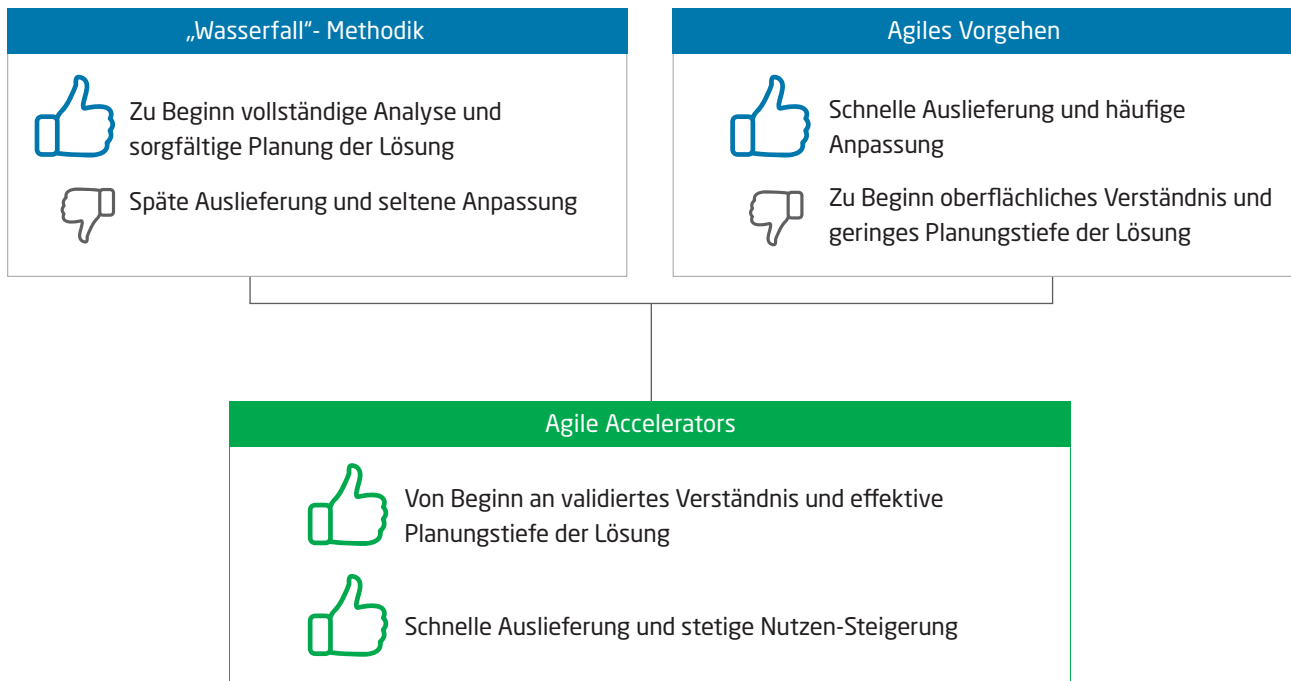 „Wasserfall“- Methodik
Zu Beginn vollständige Analyse und
sorgfältige Planung der Lösung
Späte Auslieferung und seltene Anpassung
Agiles Vorgehen
Schnelle Auslieferung und häufige
Anpassung
Zu Beginn oberflächliches Verständnis und
geringes Planungstiefe der Lösung
Agile Accelerators
Von Beginn an validiertes Verständnis und effektive
Planungstiefe der Lösung
Schnelle Auslieferung und stetige Nutzen-Steigerung